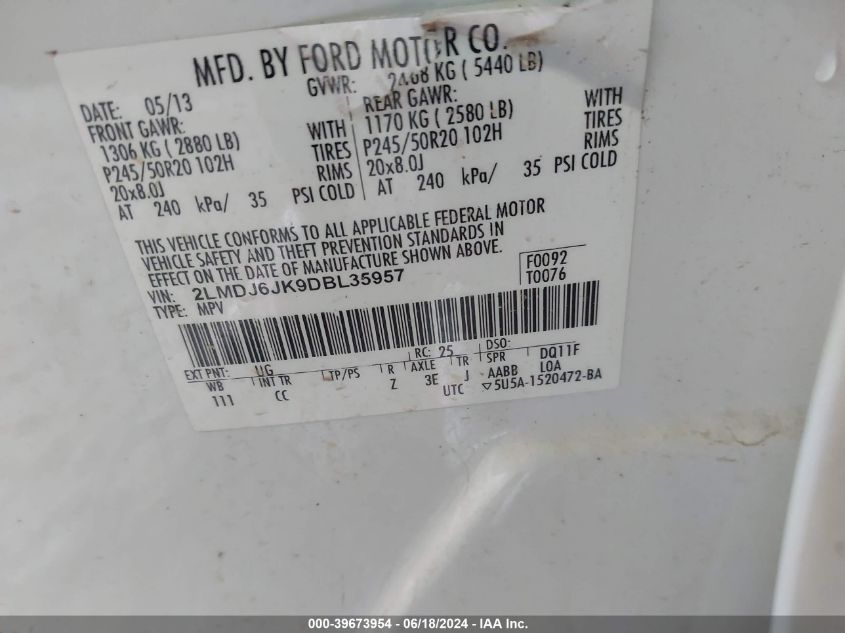 MFD. BY FORD MOTOR CO.
DATE: 05/13 GVWR: 2468 KG ( 5440 LB)
FRONT GAWR: REAR GAWR:
1306 KG ( 2880 LB) WITH 1170 KG ( 2580 LB) WITH
P245/50R20 102H TIRES P245/50R20 102H TIRES
20x8.0J RIMS 20x8.0J RIMS
AT 240 kPa/ 35 PSI COLD AT 240 kPa/ 35 PSI COLD
THIS VEHICLE CONFORMS TO ALL APPLICABLE FEDERAL MOTOR
VEHICLE SAFETY AND THEFT PREVENTION STANDARDS IN
EFFECT ON THE DATE OF MANUFACTURE SHOWN ABOVE.
VIN: 2LMDJ6JK9DBL35957 F0092
TYPE: MPV T0076
EXT PNT: UG RC: 25 DSO:
WB INT TR TP/PS R AXLE TR SPR DQ11F
111 CC Z 3E J AABB LOA
UTC ▽5U5A-1520472-BA
000-39673954 - 06/18/2024 - IAA Inc.